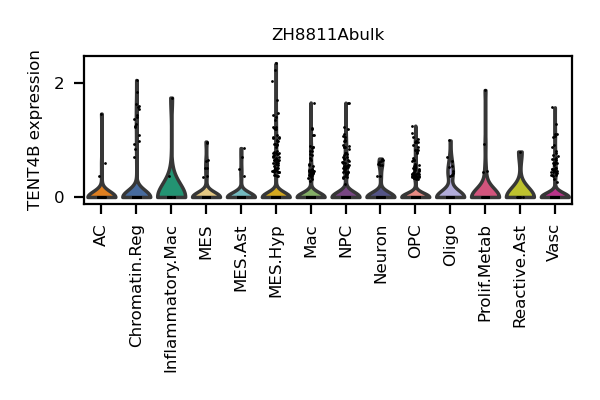 ZH8811Abulk
TENT4B expression
2
0
AC
Chromatin.Reg
Inflammatory.Mac
MES
MES.Ast
MES.Hyp
Mac
NPC
Neuron
OPC
Oligo
Prolif.Metab
Reactive.Ast
Vasc